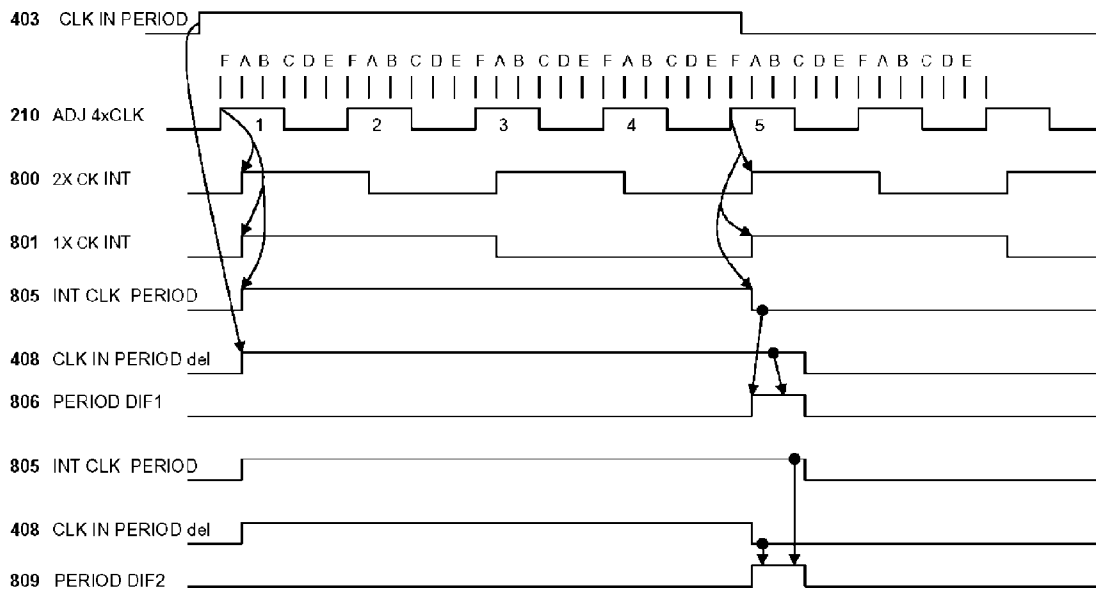 403 CLK IN PERIOD
F A B C D E F A B C D E F A B C D E F A B C D E F A B C D E F A B C D E
210 ADJ 4xCLK
1 2 3 4 5
800 2X CK INT
801 1X CK INT
805 INT CLK PERIOD
408 CLK IN PERIOD del
806 PERIOD DIF1
805 INT CLK PERIOD
408 CLK IN PERIOD del
809 PERIOD DIF2